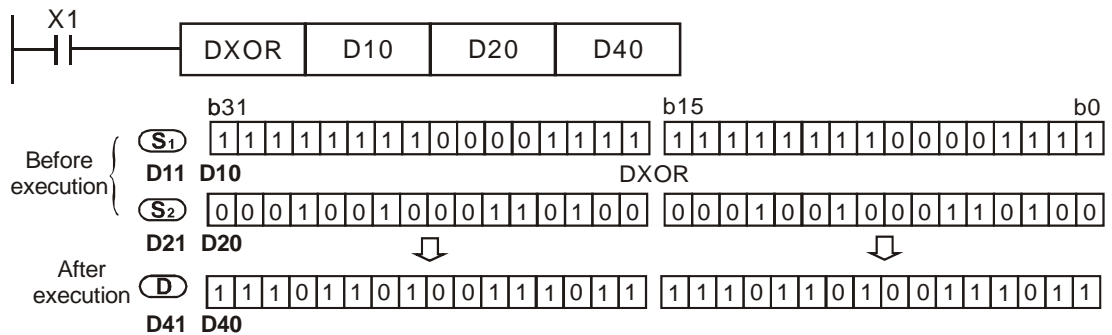 X1
DXOR D10 D20 D40
b31 b15 b0
S1 1 1 1 1 1 1 1 1 0 0 0 0 1 1 1 1 1 1 1 1 1 1 1 1 0 0 0 0 1 1 1 1
Before
execution
D11 D10 DXOR
S2 0 0 0 1 0 0 1 0 0 0 1 1 0 1 0 0 0 0 0 1 0 0 1 0 0 0 1 1 0 1 0 0
D21 D20
After
execution
D 1 1 1 0 1 1 0 1 0 0 1 1 1 0 1 1 1 1 1 0 1 1 0 1 0 0 1 1 1 0 1 1
D41 D40